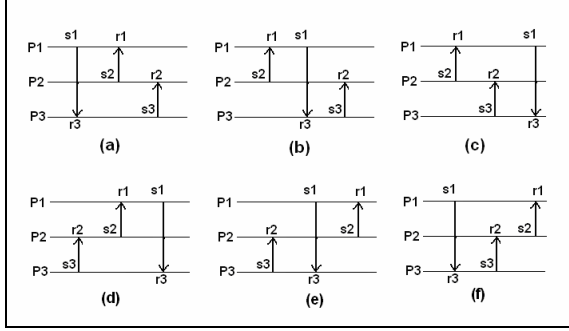 s1 r1
P1
P2 s2 r2
P3 s3
r3
(a)
r1 s1
P1
P2 s2 r2
P3 s3
r3
(b)
r1 s1
P1
P2 s2 r2
P3 s3
r3
(c)
r1 s1
P1
P2 r2 s2
P3 s3
r3
(d)
s1 r1
P1
P2 r2 s2
P3 s3
r3
(e)
s1 r1
P1
P2 r2 s2
P3 s3
r3
(f)